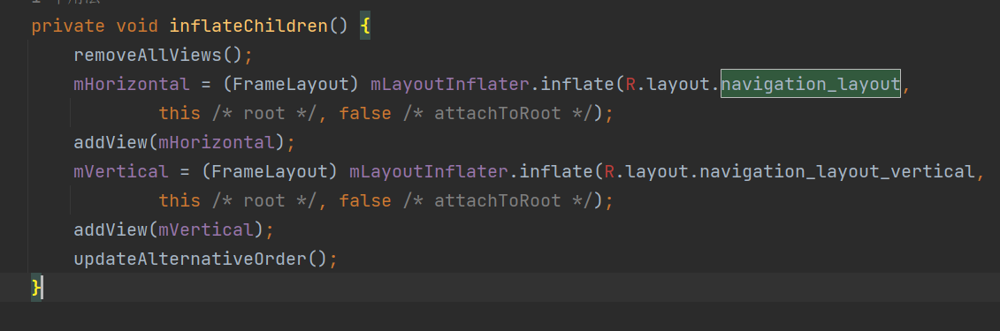 private void inflateChildren() {
removeAllViews();
mHorizontal = (FrameLayout) mLayoutInflater.inflate(R.layout.navigation_layout,
this /* root */, false /* attachToRoot */);
addView(mHorizontal);
mVertical = (FrameLayout) mLayoutInflater.inflate(R.layout.navigation_layout_vertical,
this /* root */, false /* attachToRoot */);
addView(mVertical);
updateAlternativeOrder();
}